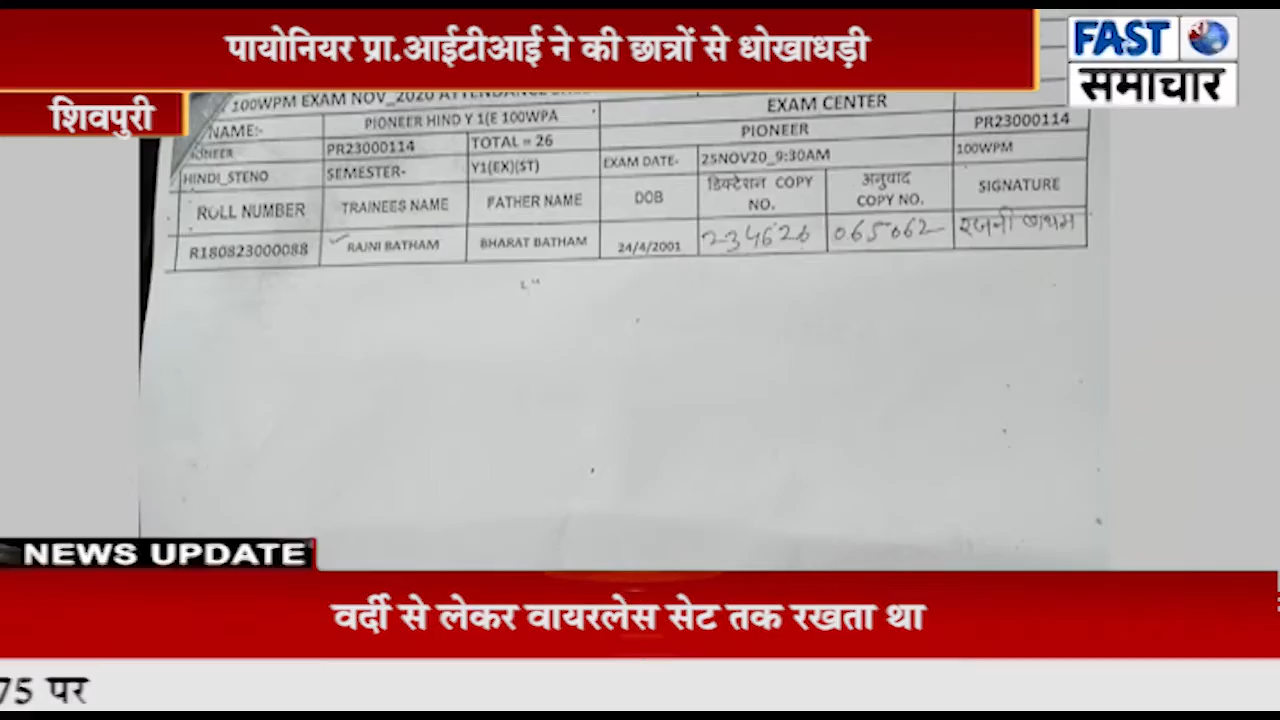 पायोनियर प्रा.आईटीआई ने की छात्रों से धोखाधड़ी
FAST
समाचार
शिवपुरी
100WPM EXAM NOV_2020 ATTENDANCE
NAME:- PIONEER HIND Y 1(E 100WPA EXAM CENTER
PR23000114 TOTAL = 26 PIONEER PR23000114
HINDI_STENO SEMESTER- Y1(EX)(ST) EXAM DATE- 25NOV20_9:30AM 100WPM
ROLL NUMBER TRAINEES NAME FATHER NAME DOB डिक्टेशन COPY NO. अनुवाद COPY NO. SIGNATURE
R180823000088 RAJNI BATHAM BHARAT BATHAM 24/4/2001 234626 065062 रजनी बाथम
NEWS UPDATE
वर्दी से लेकर वायरलेस सेट तक रखता था
75 पर